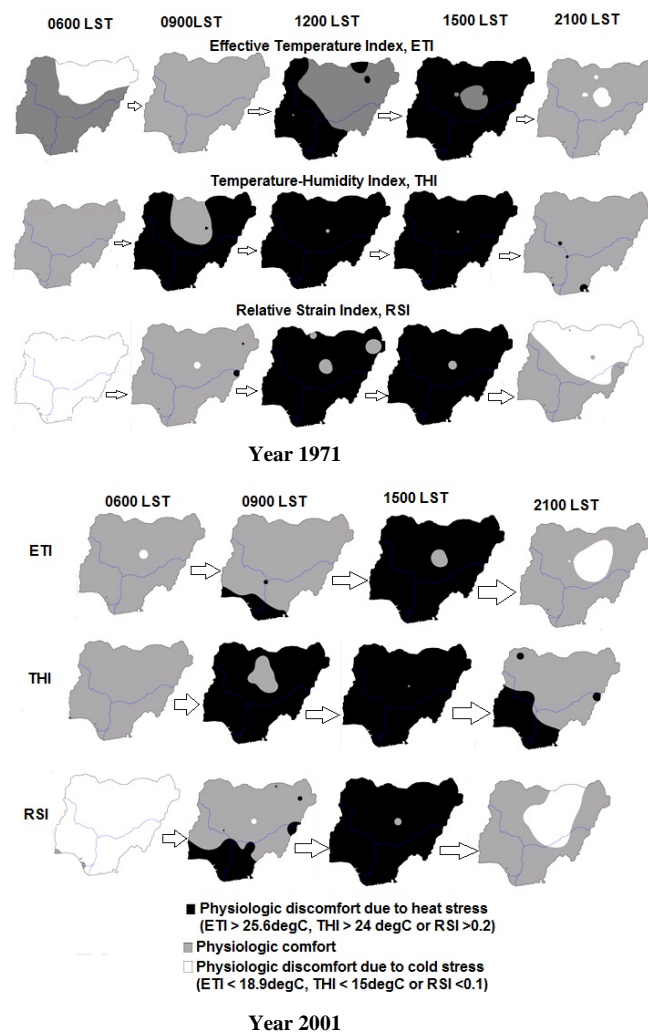 0600 LST 0900LST 1200 LST 1500 LST 2100 LST
Effective Temperature Index, ETI
Temperature-Humidity Index, THI
Relative Strain Index, RSI
Year 1971
0600 LST 0900 LST 1500 LST 2100 LST
ETI
THI
RSI
Physiologic discomfort due to heat stress
(ETI > 25.6degC, THI > 24 degC or RSI >0.2)
Physiologic comfort
Physiologic discomfort due to cold stress
(ETI < 18.9degC, THI < 15degC or RSI <0.1)
Year 2001